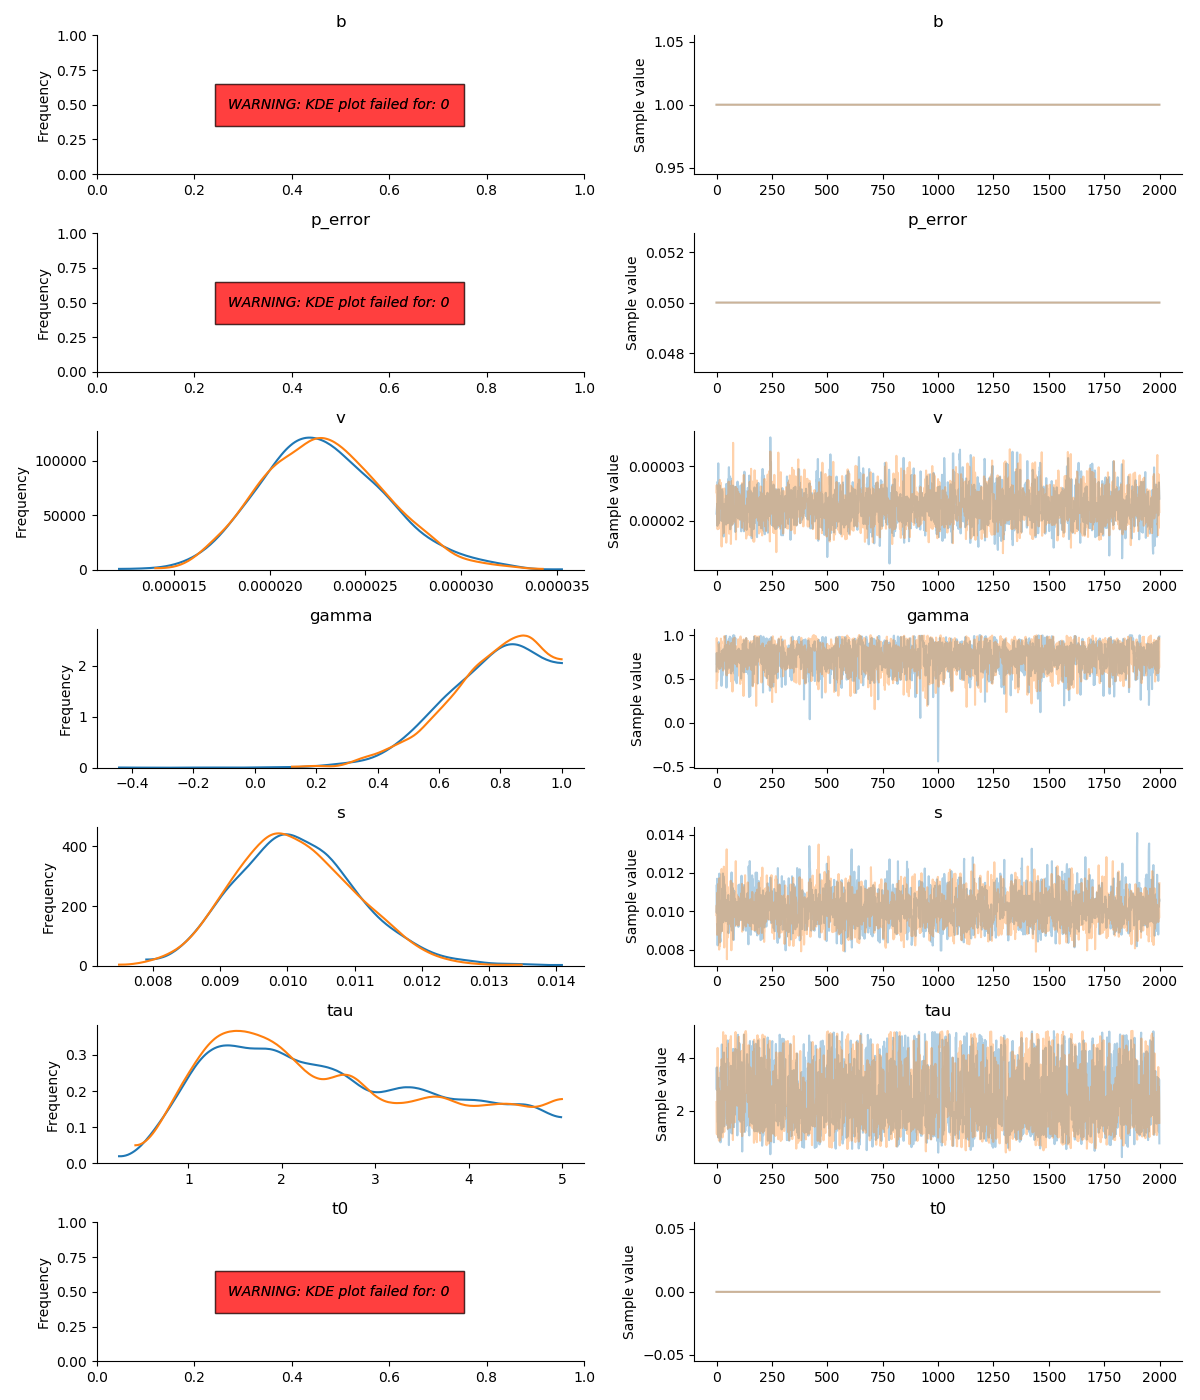 b
1.00
0.75
0.50
0.25
0.00
Frequency
WARNING: KDE plot failed for: 0
0.0 0.2 0.4 0.6 0.8 1.0
b
1.05
1.00
0.95
Sample value
0 250 500 750 1000 1250 1500 1750 2000
p_error
1.00
0.75
0.50
0.25
0.00
Frequency
WARNING: KDE plot failed for: 0
0.0 0.2 0.4 0.6 0.8 1.0
p_error
0.052
0.050
0.048
Sample value
0 250 500 750 1000 1250 1500 1750 2000
v
100000
50000
0
Frequency
0.000015 0.000020 0.000025 0.000030 0.000035
v
0.00003
0.00002
Sample value
0 250 500 750 1000 1250 1500 1750 2000
gamma
2
1
0
Frequency
−0.4 −0.2 0.0 0.2 0.4 0.6 0.8 1.0
gamma
1.0
0.5
0.0
−0.5
Sample value
0 250 500 750 1000 1250 1500 1750 2000
s
400
200
0
Frequency
0.008 0.009 0.010 0.011 0.012 0.013 0.014
s
0.014
0.012
0.010
0.008
Sample value
0 250 500 750 1000 1250 1500 1750 2000
tau
0.3
0.2
0.1
0.0
Frequency
1 2 3 4 5
tau
4
2
Sample value
0 250 500 750 1000 1250 1500 1750 2000
t0
1.00
0.75
0.50
0.25
0.00
Frequency
WARNING: KDE plot failed for: 0
0.0 0.2 0.4 0.6 0.8 1.0
t0
0.05
0.00
−0.05
Sample value
0 250 500 750 1000 1250 1500 1750 2000